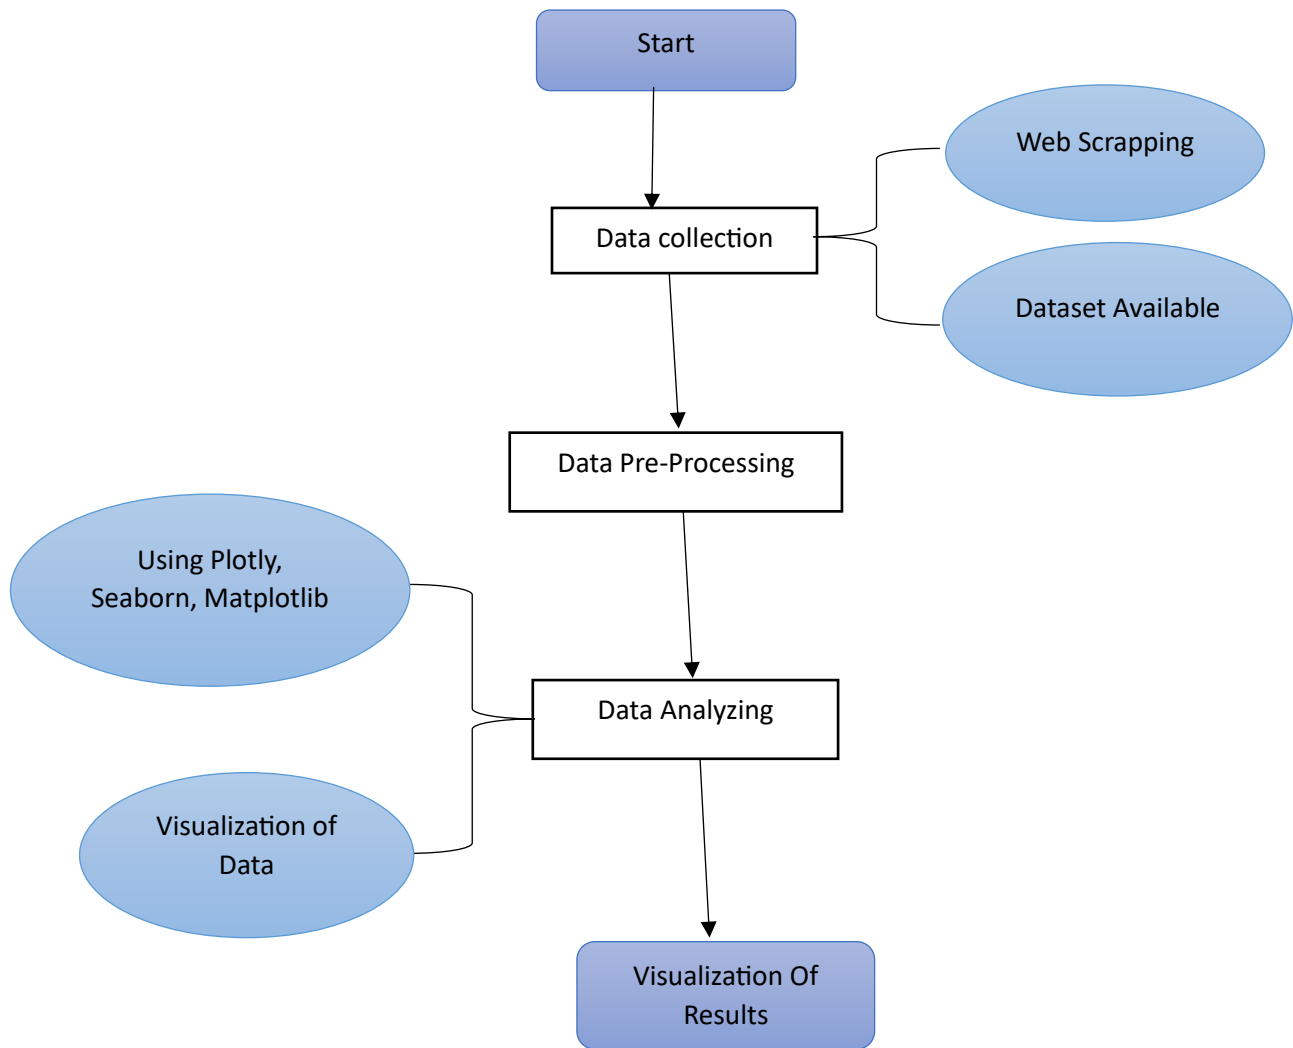 Start
Web Scrapping
Data collection
Dataset Available
Data Pre-Processing
Using Plotly,
Seaborn, Matplotlib
Data Analyzing
Visualization of
Data
Visualization Of
Results